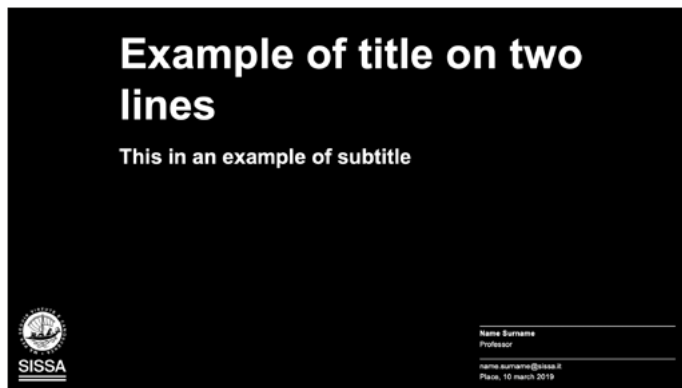 Example of title on two
lines
This in an example of subtitle
SISSA
Name Surname
Professor
name.surname@sissa.it
Place, 10 march 2019